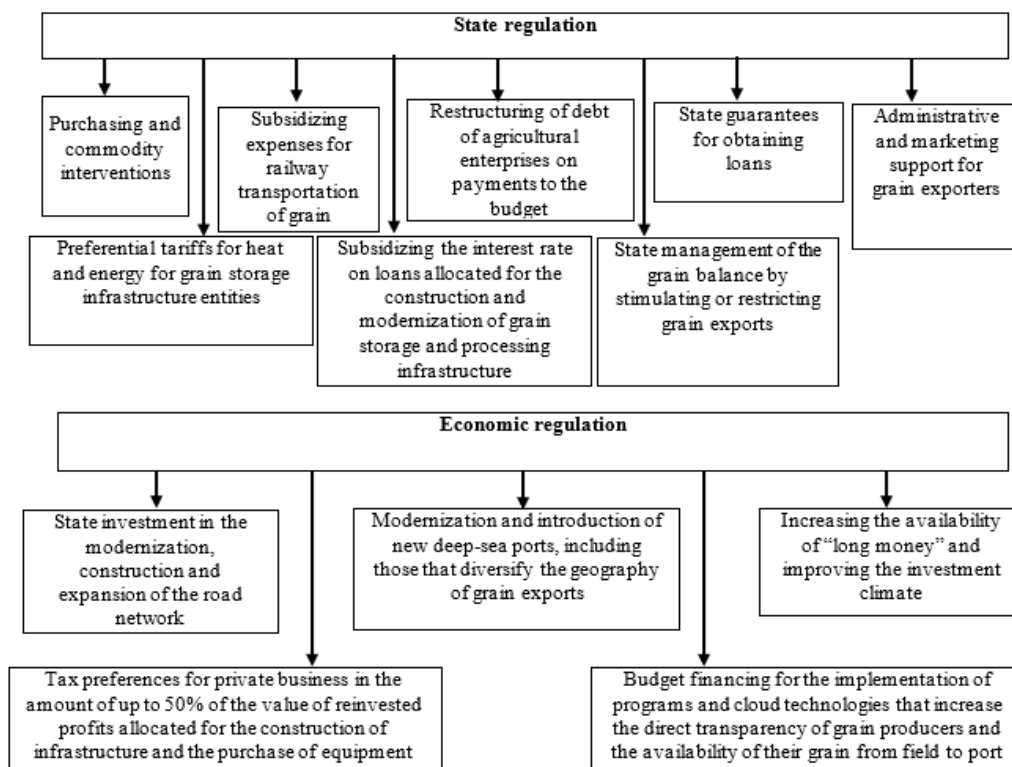 State regulation
Purchasing and
commodity
interventions
Subsidizing
expenses for
railway
transportation
of grain
Restructuring of debt
of agricultural
enterprises on
payments to the
budget
State guarantees
for obtaining
loans
Administrative
and marketing
support for
grain exporters
Preferential tariffs for heat
and energy for grain storage
infrastructure entities
Subsidizing the interest rate
on loans allocated for the
construction and
modernization of grain
storage and processing
infrastructure
State management of the
grain balance by
stimulating or restricting
grain exports
Economic regulation
State investment in the
modernization,
construction and
expansion of the road
network
Modernization and introduction of
new deep-sea ports, including
those that diversify the geography
of grain exports
Increasing the availability
of “long money” and
improving the investment
climate
Tax preferences for private business in the
amount of up to 50% of the value of reinvested
profits allocated for the construction of
infrastructure and the purchase of equipment
Budget financing for the implementation of
programs and cloud technologies that increase
the direct transparency of grain producers and
the availability of their grain from field to port